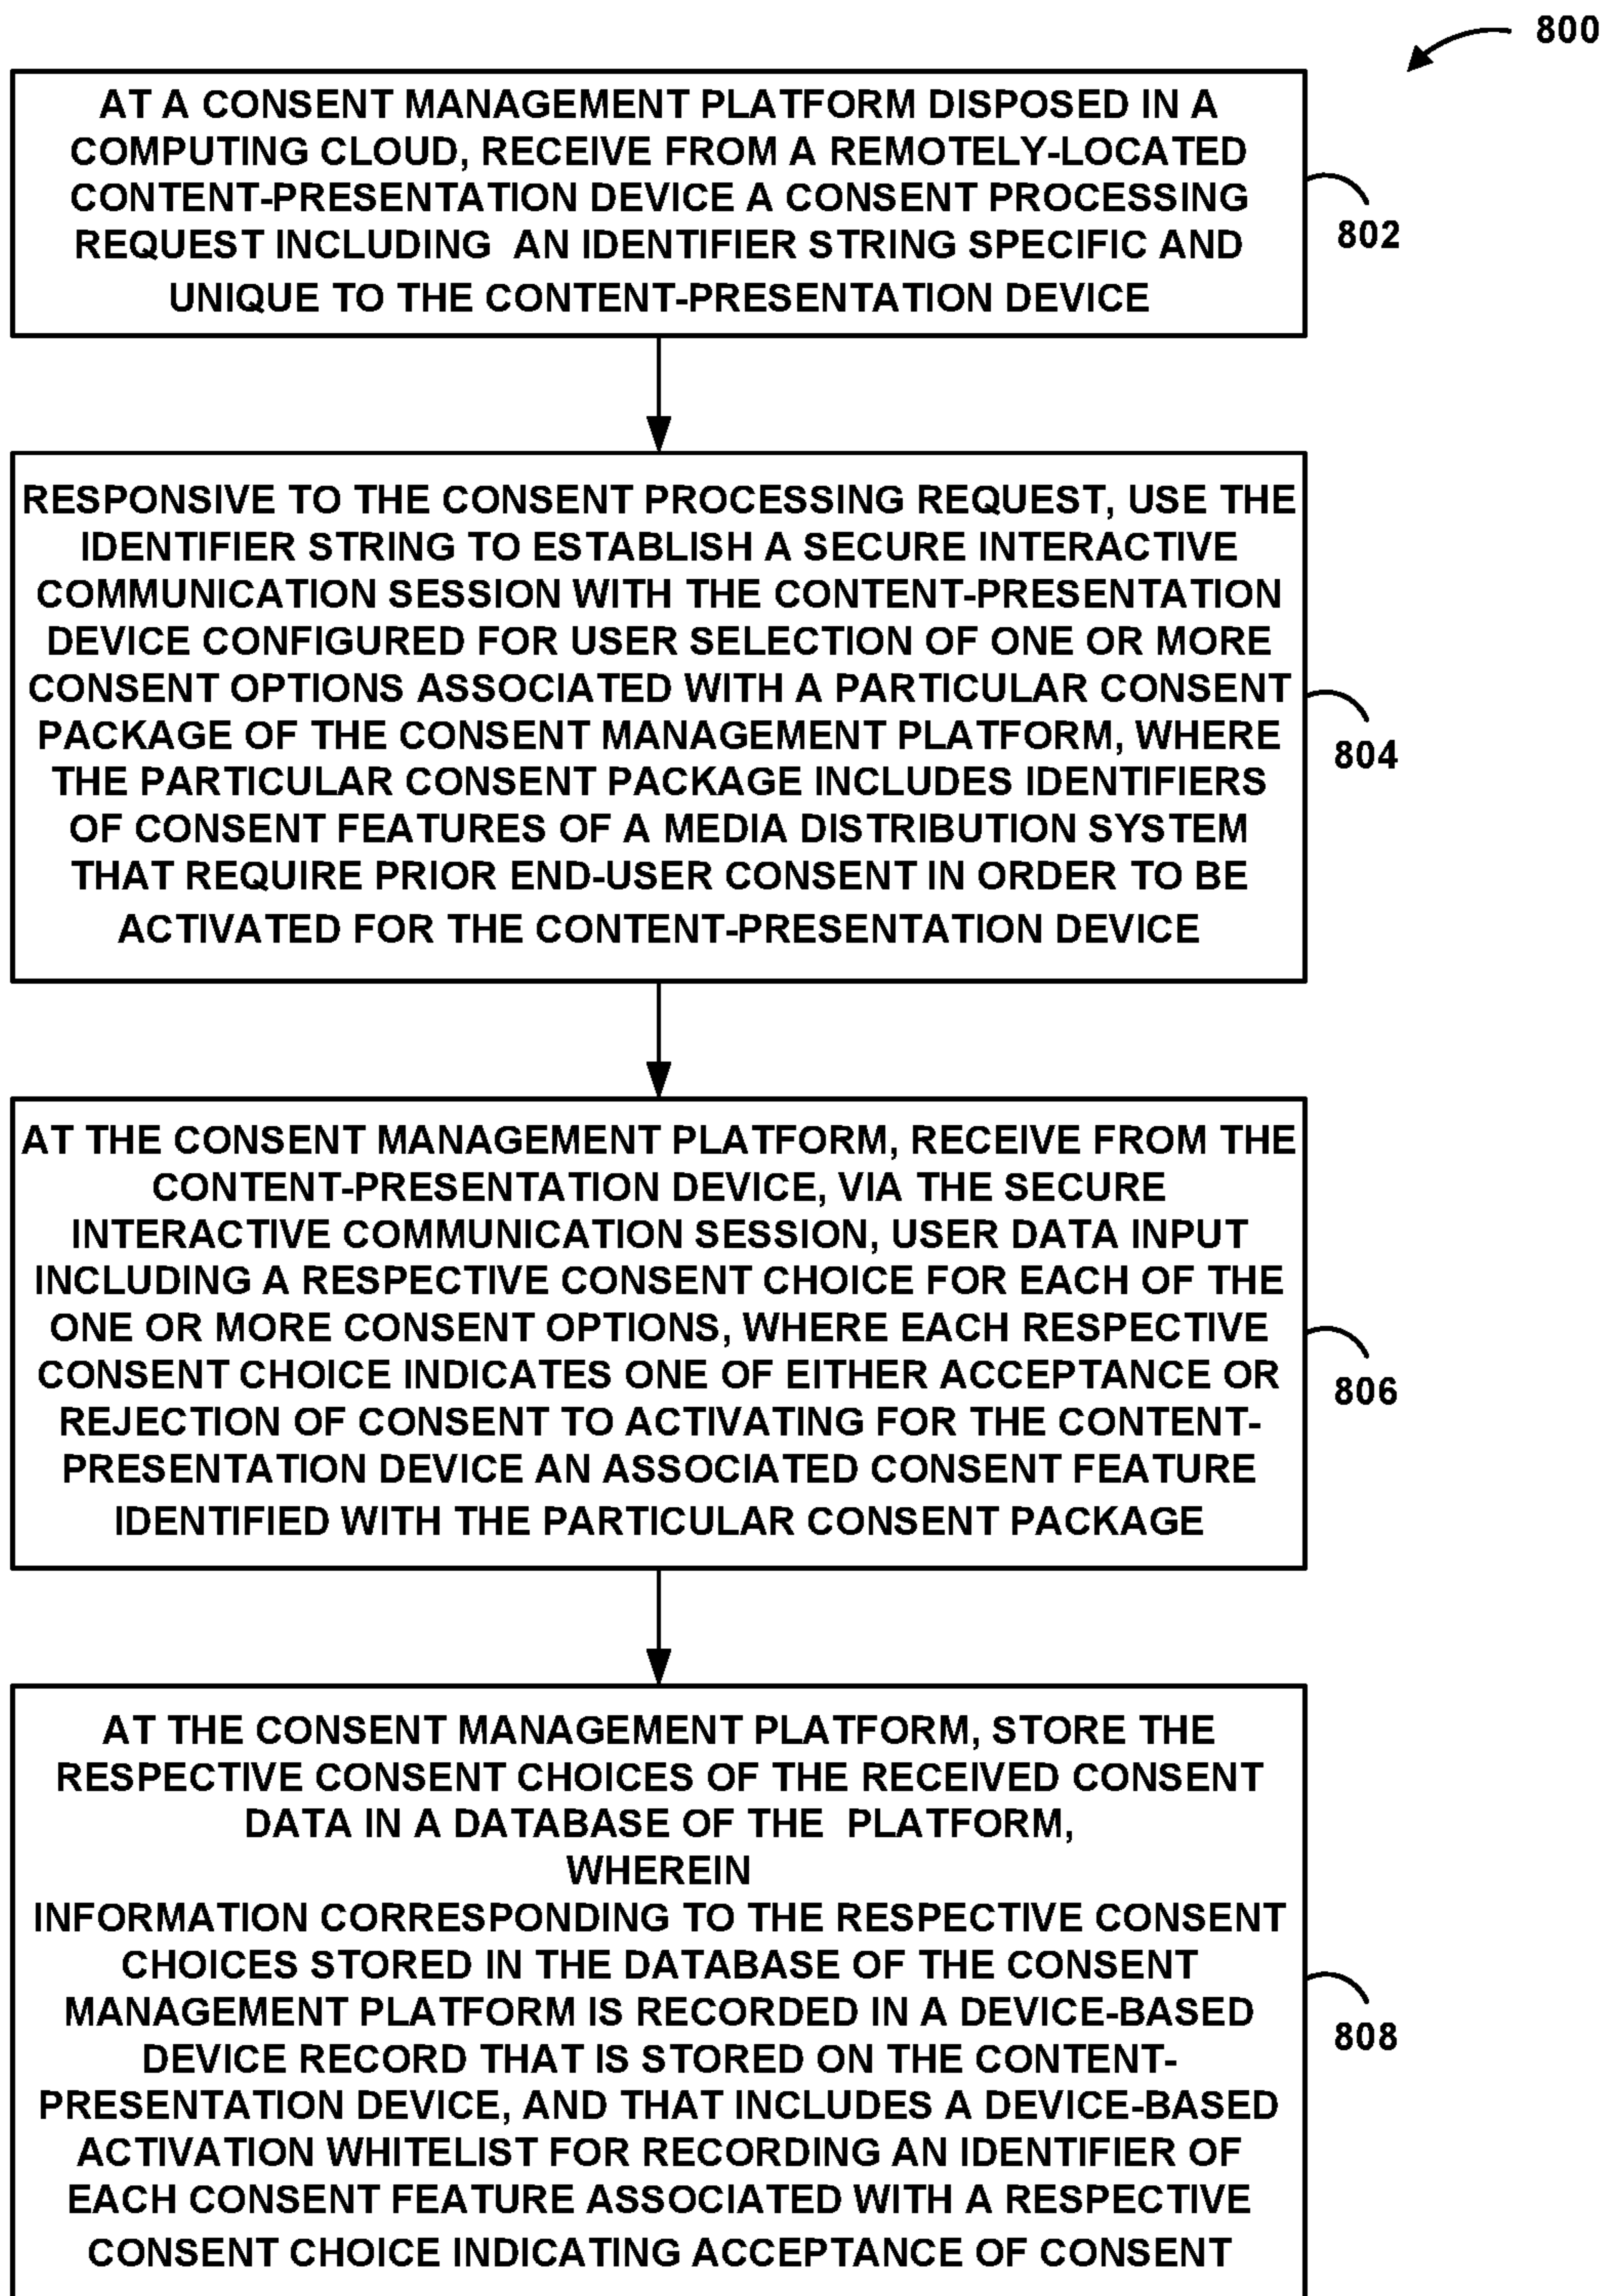 800
AT A CONSENT MANAGEMENT PLATFORM DISPOSED IN A
COMPUTING CLOUD, RECEIVE FROM A REMOTELY-LOCATED
CONTENT-PRESENTATION DEVICE A CONSENT PROCESSING
REQUEST INCLUDING AN IDENTIFIER STRING SPECIFIC AND
UNIQUE TO THE CONTENT-PRESENTATION DEVICE
802
RESPONSIVE TO THE CONSENT PROCESSING REQUEST, USE THE
IDENTIFIER STRING TO ESTABLISH A SECURE INTERACTIVE
COMMUNICATION SESSION WITH THE CONTENT-PRESENTATION
DEVICE CONFIGURED FOR USER SELECTION OF ONE OR MORE
CONSENT OPTIONS ASSOCIATED WITH A PARTICULAR CONSENT
PACKAGE OF THE CONSENT MANAGEMENT PLATFORM, WHERE
THE PARTICULAR CONSENT PACKAGE INCLUDES IDENTIFIERS
OF CONSENT FEATURES OF A MEDIA DISTRIBUTION SYSTEM
THAT REQUIRE PRIOR END-USER CONSENT IN ORDER TO BE
ACTIVATED FOR THE CONTENT-PRESENTATION DEVICE
804
AT THE CONSENT MANAGEMENT PLATFORM, RECEIVE FROM THE
CONTENT-PRESENTATION DEVICE, VIA THE SECURE
INTERACTIVE COMMUNICATION SESSION, USER DATA INPUT
INCLUDING A RESPECTIVE CONSENT CHOICE FOR EACH OF THE
ONE OR MORE CONSENT OPTIONS, WHERE EACH RESPECTIVE
CONSENT CHOICE INDICATES ONE OF EITHER ACCEPTANCE OR
REJECTION OF CONSENT TO ACTIVATING FOR THE CONTENT-
PRESENTATION DEVICE AN ASSOCIATED CONSENT FEATURE
IDENTIFIED WITH THE PARTICULAR CONSENT PACKAGE
806
AT THE CONSENT MANAGEMENT PLATFORM, STORE THE
RESPECTIVE CONSENT CHOICES OF THE RECEIVED CONSENT
DATA IN A DATABASE OF THE PLATFORM,
WHEREIN
INFORMATION CORRESPONDING TO THE RESPECTIVE CONSENT
CHOICES STORED IN THE DATABASE OF THE CONSENT
MANAGEMENT PLATFORM IS RECORDED IN A DEVICE-BASED
DEVICE RECORD THAT IS STORED ON THE CONTENT-
PRESENTATION DEVICE, AND THAT INCLUDES A DEVICE-BASED
ACTIVATION WHITELIST FOR RECORDING AN IDENTIFIER OF
EACH CONSENT FEATURE ASSOCIATED WITH A RESPECTIVE
CONSENT CHOICE INDICATING ACCEPTANCE OF CONSENT
808